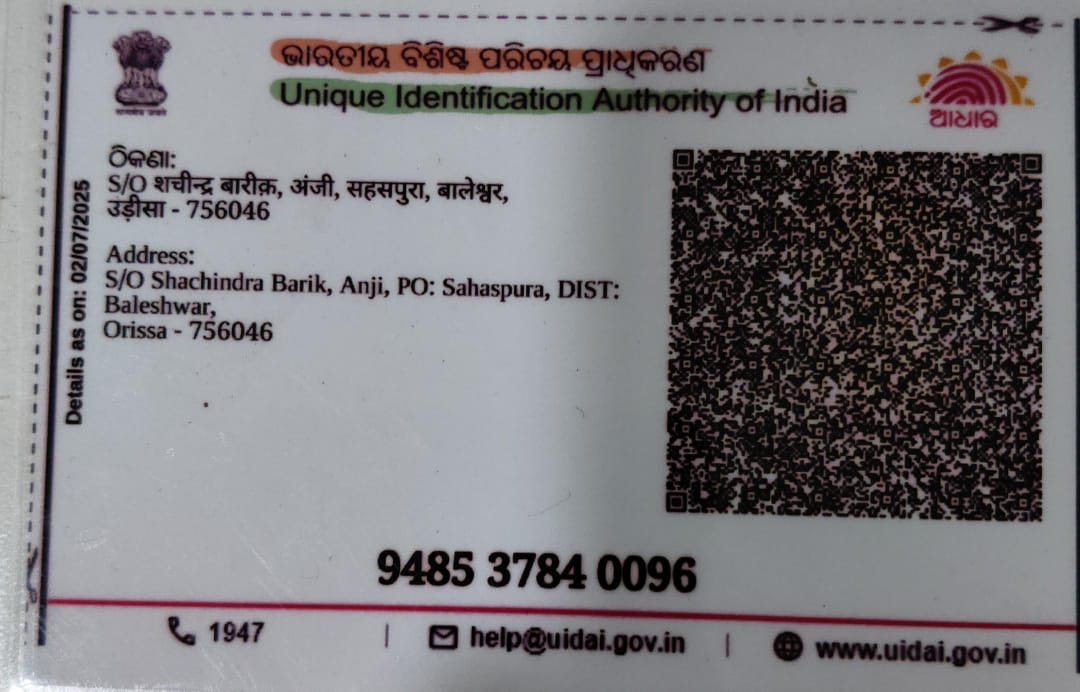 ଭାରତୀୟ ବିଶିଷ୍ଟ ପରିଚୟ ପ୍ରାଧିକରଣ
Unique Identification Authority of India
ଆଧାର
ଠିକଣା:
S/O शचीन्द्र बारीक़, अंजी, सहसपुरा, बालेश्वर,
उड़ीसा - 756046
Address:
S/O Shachindra Barik, Anji, PO: Sahaspura, DIST:
Baleshwar,
Orissa - 756046
Details as on: 02/07/2025
9485 3784 0096
1947 | help@uidai.gov.in | www.uidai.gov.in